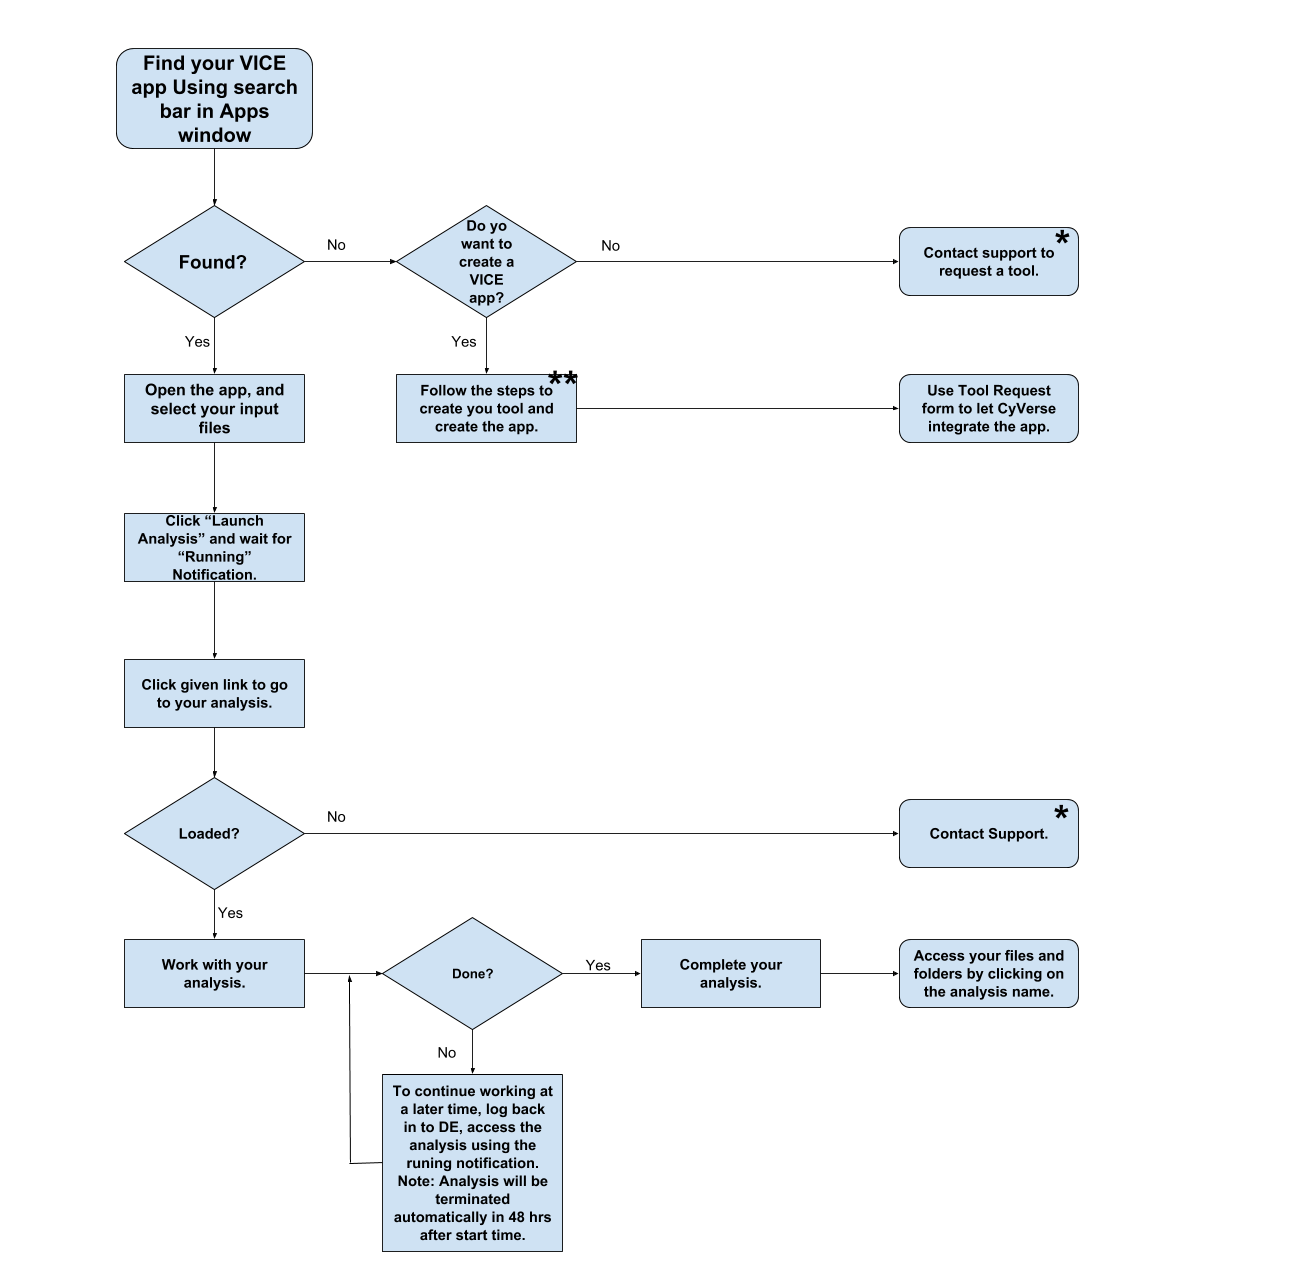 Find your VICE
app Using search
bar in Apps
window
Found?
No
Do yo
want to
create a
VICE
app?
No
*
Contact support to
request a tool.
Yes
Yes
Open the app, and
select your input
files
**
Follow the steps to
create you tool and
create the app.
Use Tool Request
form to let CyVerse
integrate the app.
Click “Launch
Analysis” and wait for
“Running”
Notification.
Click given link to go
to your analysis.
Loaded?
No
*
Contact Support.
Yes
Work with your
analysis.
Done?
Yes
Complete your
analysis.
Access your files and
folders by clicking on
the analysis name.
No
To continue working at
a later time, log back
in to DE, access the
analysis using the
runing notification.
Note: Analysis will be
terminated
automatically in 48 hrs
after start time.